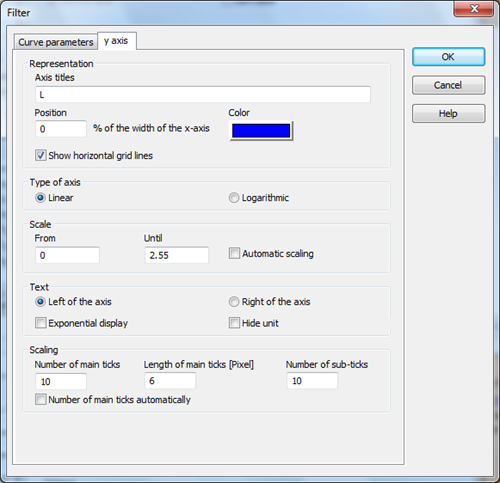 Filter
Curve parameters y axis
OK
Cancel
Help
Representation
Axis titles
L
Position Color
0 % of the width of the x-axis
Show horizontal grid lines
Type of axis
Linear Logarithmic
Scale
From Until
0 2.55 Automatic scaling
Text
Left of the axis Right of the axis
Exponential display Hide unit
Scaling
Number of main ticks Length of main ticks [Pixel] Number of sub-ticks
10 6 10
Number of main ticks automatically